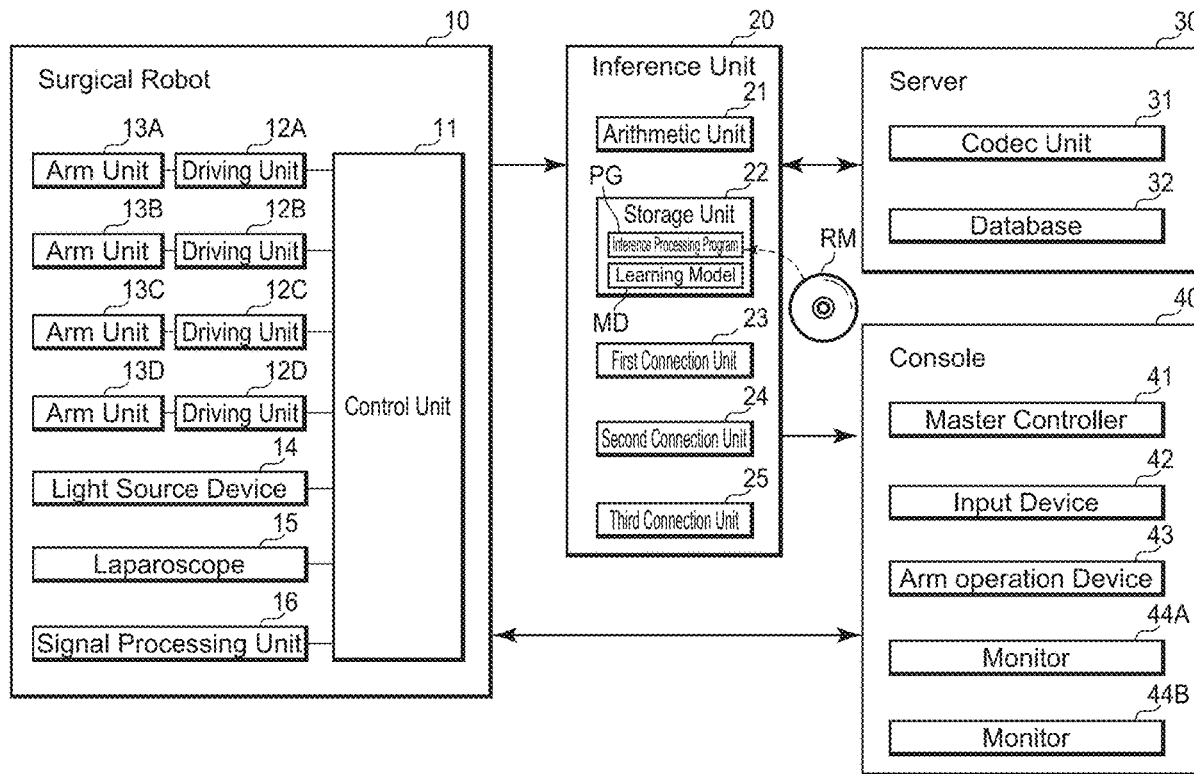 10
Surgical Robot
13A 12A 11
Arm Unit Driving Unit
13B 12B
Arm Unit Driving Unit
13C 12C
Arm Unit Driving Unit
13D 12D
Arm Unit Driving Unit
Control Unit
14
Light Source Device
15
Laparoscope
16
Signal Processing Unit
20
Inference Unit
21
Arithmetic Unit
PG 22
Storage Unit
Inference Processing Program
Learning Model
MD
RM
23
First Connection Unit
24
Second Connection Unit
25
Third Connection Unit
30
Server
31
Codec Unit
32
Database
40
Console
41
Master Controller
42
Input Device
43
Arm operation Device
44A
Monitor
44B
Monitor